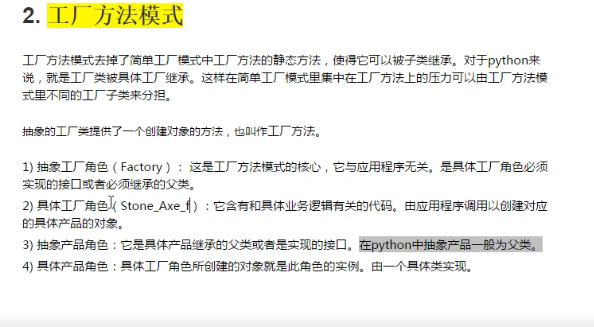 2. 工厂方法模式
工厂方法模式去掉了简单工厂模式中工厂方法的静态方法，使得它可以被子类继承。对于python来
说，就是工厂类被具体工厂继承。这样在简单工厂模式里集中在工厂方法上的压力可以由工厂方法模
式里不同的工厂子类来分担。
抽象的工厂类提供了一个创建对象的方法，也叫作工厂方法。
1) 抽象工厂角色（Factory）： 这是工厂方法模式的核心，它与应用程序无关。是具体工厂角色必须
实现的接口或者必须继承的父类。
2) 具体工厂角色（Stone_Axe_f）：它含有和具体业务逻辑有关的代码。由应用程序调用以创建对应
的具体产品的对象。
3) 抽象产品角色：它是具体产品继承的父类或者是实现的接口。在python中抽象产品一般为父类。
4) 具体产品角色：具体工厂角色所创建的对象就是此角色的实例。由一个具体类实现。